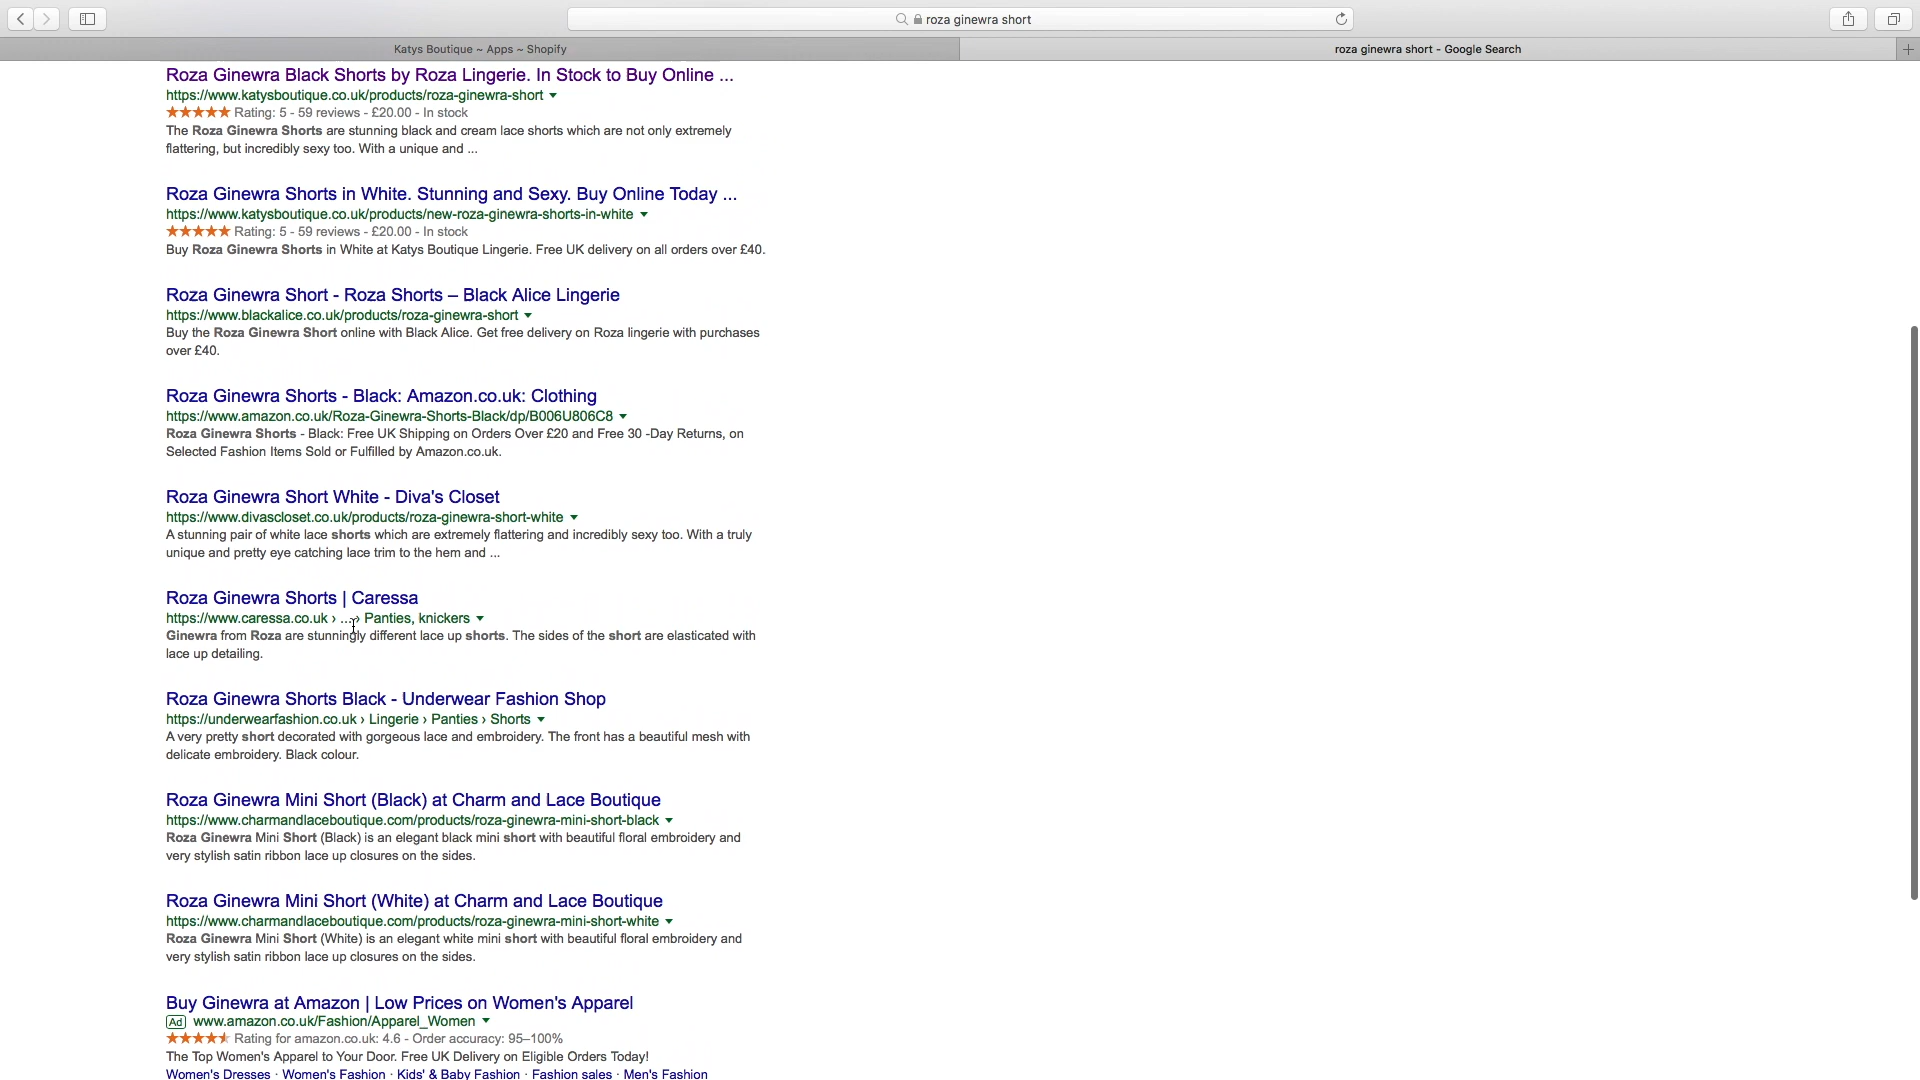 roza ginewra short
Katys Boutique ~ Apps ~ Shopify
roza ginewra short - Google Search
Roza Ginewra Black Shorts by Roza Lingerie. In Stock to Buy Online ...
https://www.katysboutique.co.uk/products/roza-ginewra-short
Rating: 5 - 59 reviews - £20.00 - In stock
The Roza Ginewra Shorts are stunning black and cream lace shorts which are not only extremely
flattering, but incredibly sexy too. With a unique and ...
Roza Ginewra Shorts in White. Stunning and Sexy. Buy Online Today ...
https://www.katysboutique.co.uk/products/new-roza-ginewra-shorts-in-white
Rating: 5 - 59 reviews - £20.00 - In stock
Buy Roza Ginewra Shorts in White at Katys Boutique Lingerie. Free UK delivery on all orders over £40.
Roza Ginewra Short - Roza Shorts – Black Alice Lingerie
https://www.blackalice.co.uk/products/roza-ginewra-short
Buy the Roza Ginewra Short online with Black Alice. Get free delivery on Roza lingerie with purchases
over £40.
Roza Ginewra Shorts - Black: Amazon.co.uk: Clothing
https://www.amazon.co.uk/Roza-Ginewra-Shorts-Black/dp/B006U806C8
Roza Ginewra Shorts - Black: Free UK Shipping on Orders Over £20 and Free 30 -Day Returns, on
Selected Fashion Items Sold or Fulfilled by Amazon.co.uk.
Roza Ginewra Short White - Diva's Closet
https://www.divascloset.co.uk/products/roza-ginewra-short-white
A stunning pair of white lace shorts which are extremely flattering and incredibly sexy too. With a truly
unique and pretty eye catching lace trim to the hem and ...
Roza Ginewra Shorts | Caressa
https://www.caressa.co.uk › ... › Panties, knickers
Ginewra from Roza are stunningly different lace up shorts. The sides of the short are elasticated with
lace up detailing.
Roza Ginewra Shorts Black - Underwear Fashion Shop
https://underwearfashion.co.uk › Lingerie › Panties › Shorts
A very pretty short decorated with gorgeous lace and embroidery. The front has a beautiful mesh with
delicate embroidery. Black colour.
Roza Ginewra Mini Short (Black) at Charm and Lace Boutique
https://www.charmandlaceboutique.com/products/roza-ginewra-mini-short-black
Roza Ginewra Mini Short (Black) is an elegant black mini short with beautiful floral embroidery and
very stylish satin ribbon lace up closures on the sides.
Roza Ginewra Mini Short (White) at Charm and Lace Boutique
https://www.charmandlaceboutique.com/products/roza-ginewra-mini-short-white
Roza Ginewra Mini Short (White) is an elegant white mini short with beautiful floral embroidery and
very stylish satin ribbon lace up closures on the sides.
Buy Ginewra at Amazon | Low Prices on Women's Apparel
Ad www.amazon.co.uk/Fashion/Apparel_Women
Rating for amazon.co.uk: 4.6 - Order accuracy: 95–100%
The Top Women's Apparel to Your Door. Free UK Delivery on Eligible Orders Today!
Women's Dresses · Women's Fashion · Kids' & Baby Fashion · Fashion sales · Men's Fashion